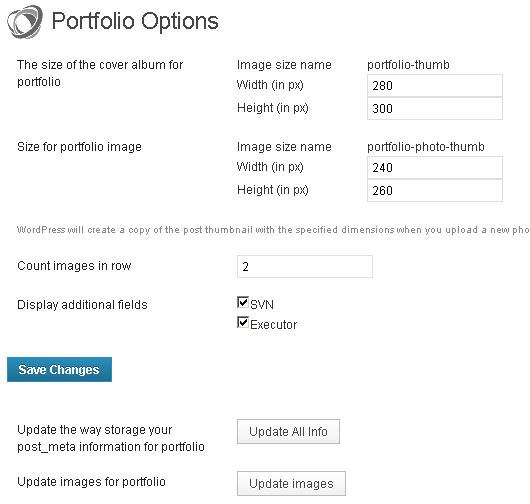 Portfolio Options
The size of the cover album for portfolio
Image size name portfolio-thumb
Width (in px) 280
Height (in px) 300
Size for portfolio image
Image size name portfolio-photo-thumb
Width (in px) 240
Height (in px) 260
WordPress will create a copy of the post thumbnail with the specified dimensions when you upload a new pho
Count images in row 2
Display additional fields
SVN
Executor
Save Changes
Update the way storage your
post_meta information for portfolio
Update All Info
Update images for portfolio
Update images